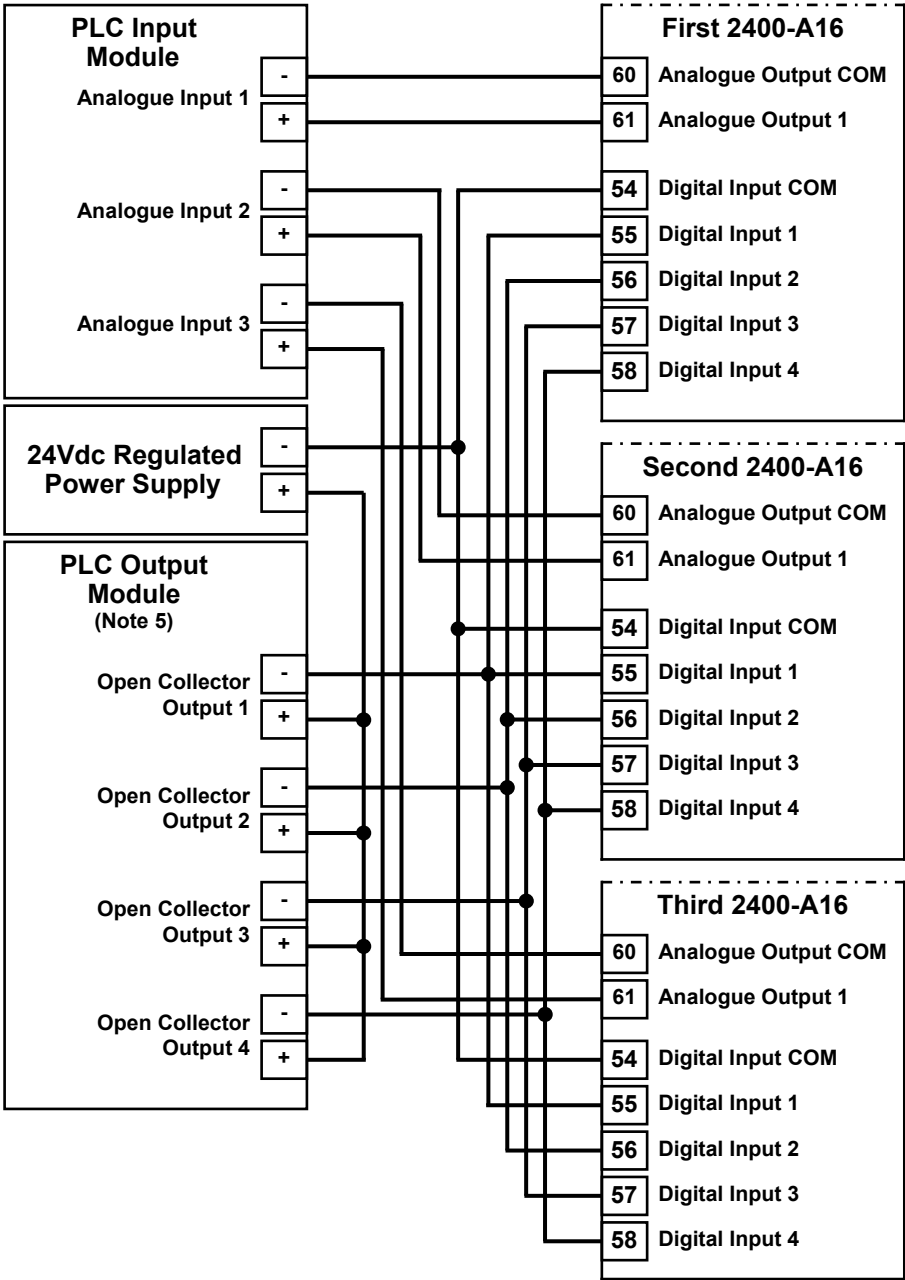 PLC Input
Module
Analogue Input 1
-
+
Analogue Input 2
-
+
Analogue Input 3
-
+
24Vdc Regulated
Power Supply
-
+
PLC Output
Module
(Note 5)
Open Collector
Output 1
-
+
Open Collector
Output 2
-
+
Open Collector
Output 3
-
+
Open Collector
Output 4
-
+
First 2400-A16
60 Analogue Output COM
61 Analogue Output 1
54 Digital Input COM
55 Digital Input 1
56 Digital Input 2
57 Digital Input 3
58 Digital Input 4
Second 2400-A16
60 Analogue Output COM
61 Analogue Output 1
54 Digital Input COM
55 Digital Input 1
56 Digital Input 2
57 Digital Input 3
58 Digital Input 4
Third 2400-A16
60 Analogue Output COM
61 Analogue Output 1
54 Digital Input COM
55 Digital Input 1
56 Digital Input 2
57 Digital Input 3
58 Digital Input 4